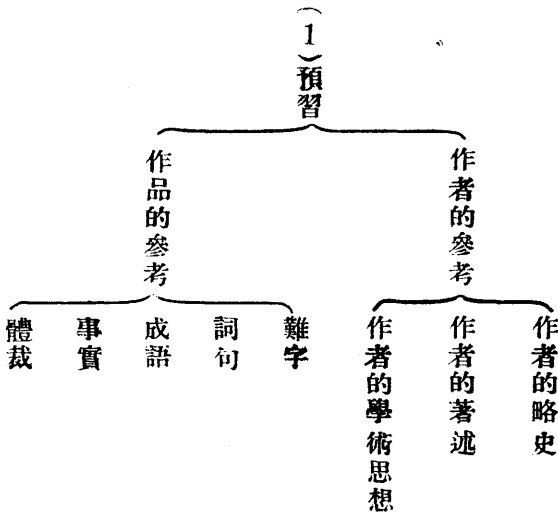 （1）預習
作者的參考
作者的略史
作者的著述
作者的學術思想
作品的參考
難字
詞句
成語
事實
體裁